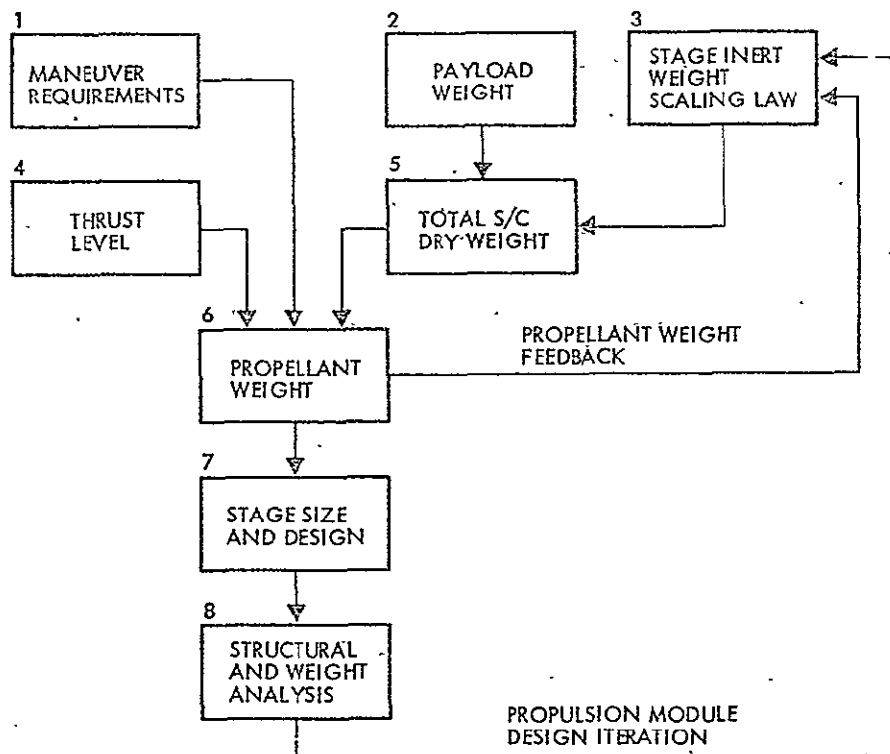 1
MANEUVER
REQUIREMENTS
2
PAYLOAD
WEIGHT
3
STAGE INERT
WEIGHT
SCALING LAW
4
THRUST
LEVEL
5
TOTAL S/C
DRY WEIGHT
6
PROPELLANT
WEIGHT
PROPELLANT WEIGHT
FEEDBACK
7
STAGE SIZE
AND DESIGN
8
STRUCTURAL
AND WEIGHT
ANALYSIS
PROPULSION MODULE
DESIGN ITERATION